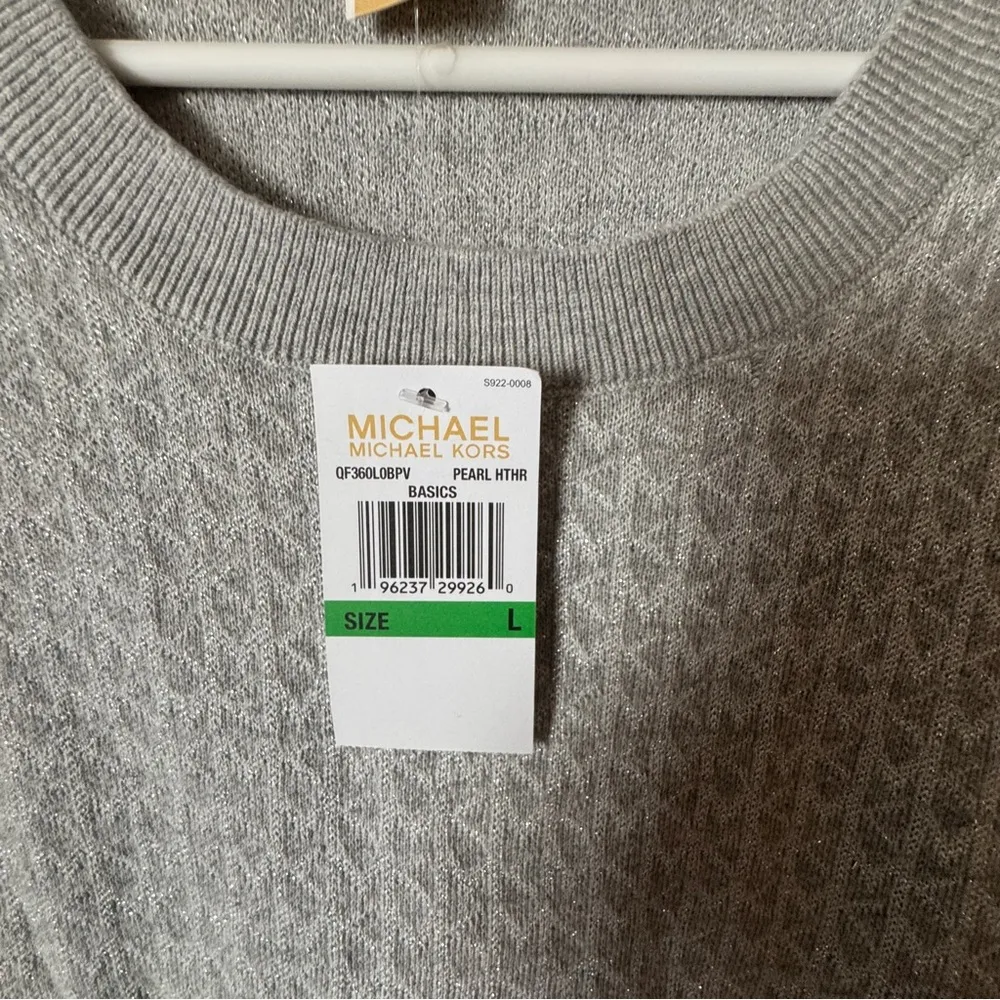 S922-0008
MICHAEL
MICHAEL KORS
QF360L0BPV PEARL HTHR
BASICS
1 96237 29926 0
SIZE L